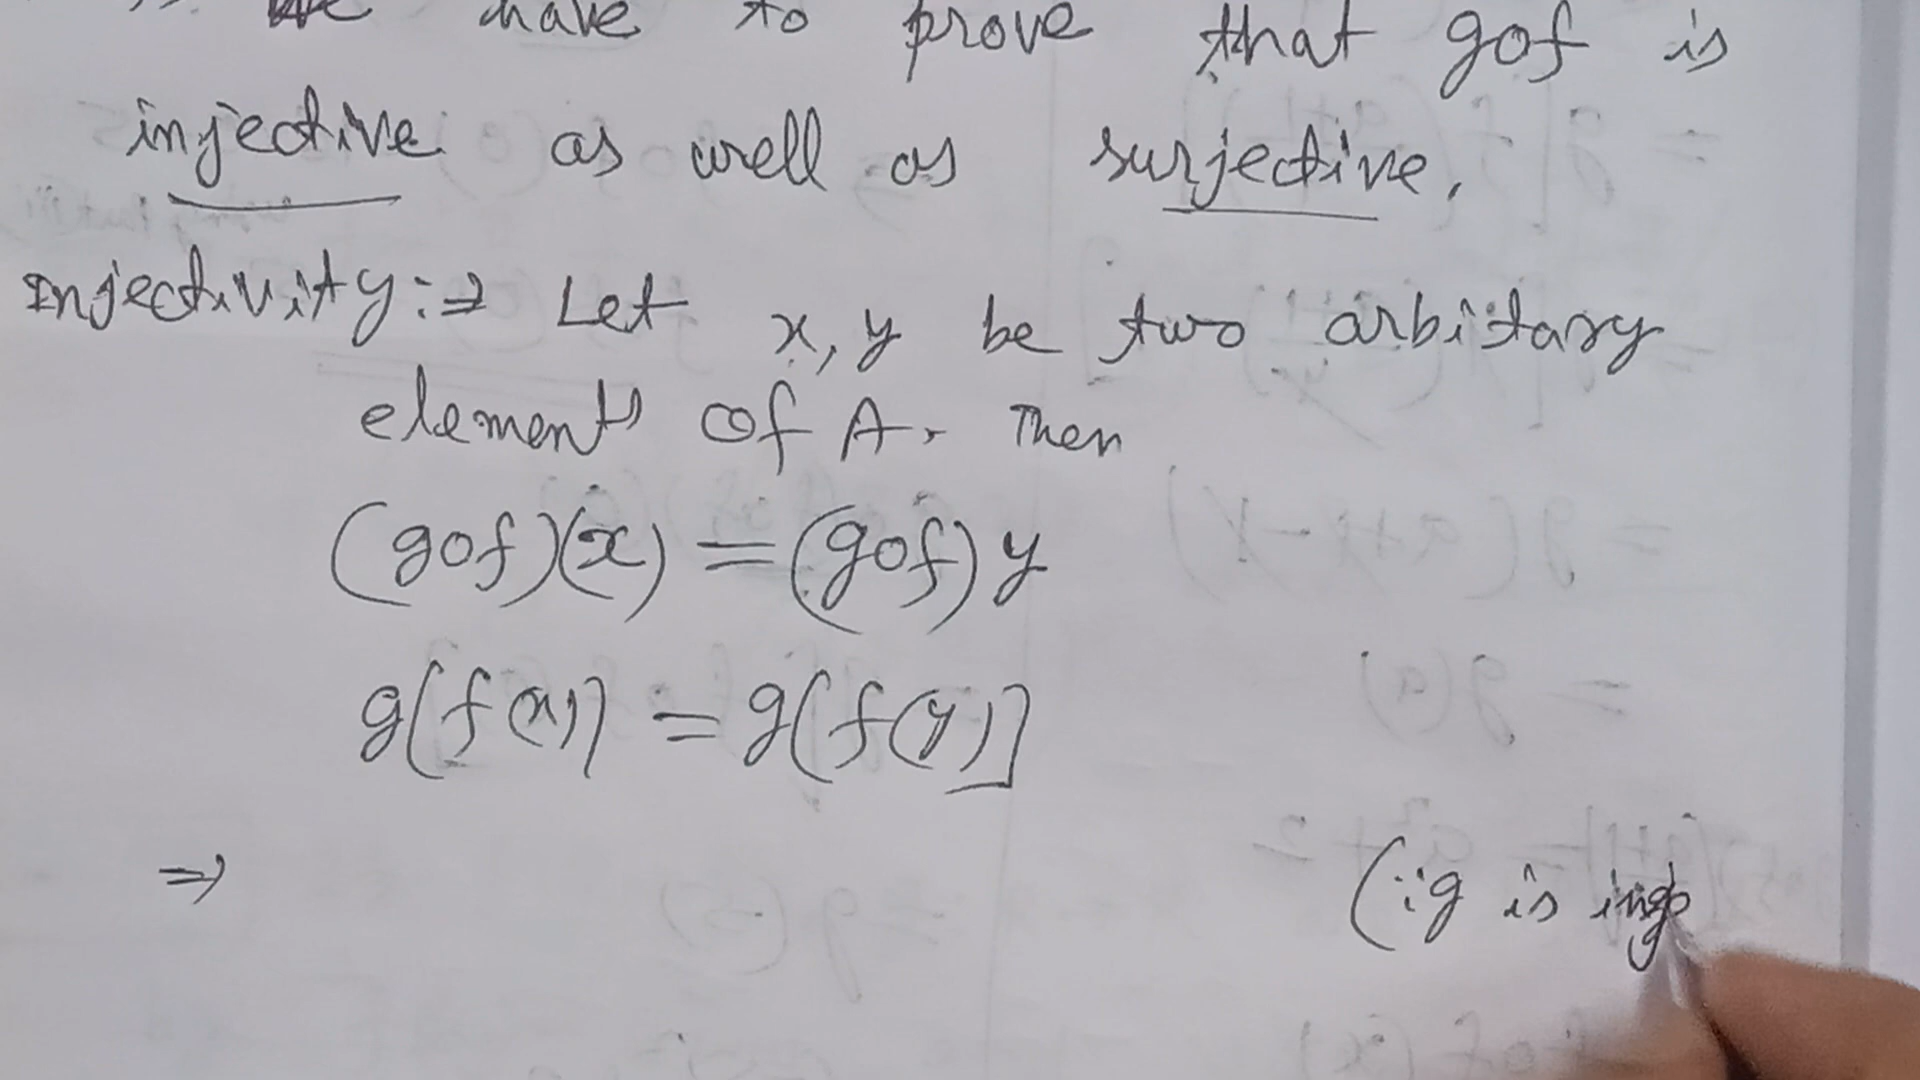 We have to prove that gof is
injective as well as surjective.
Injectivity:⇒ Let x, y be two arbitary
elements of A. Then
(gof)(x) = (gof) y
g[f(x)] = g[f(y)]
⇒ (∵ g is inj